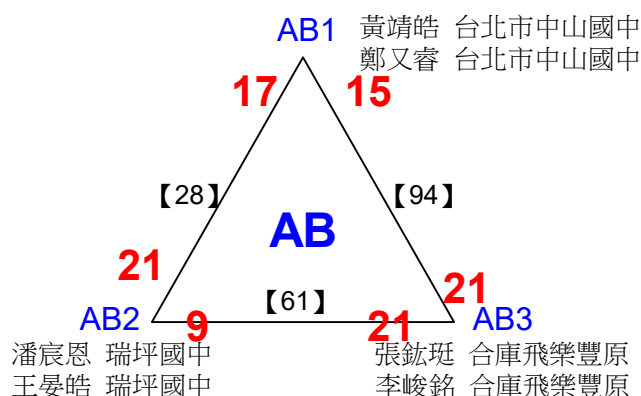 AB1 黃靖皓 台北市中山國中
鄭又睿 台北市中山國中
17 15
【28】 【94】
AB
21 21
【61】
AB2 9 21 AB3
潘宸恩 瑞坪國中 張鈜珽 合庫飛樂豐原
王晏皓 瑞坪國中 李峻銘 合庫飛樂豐原